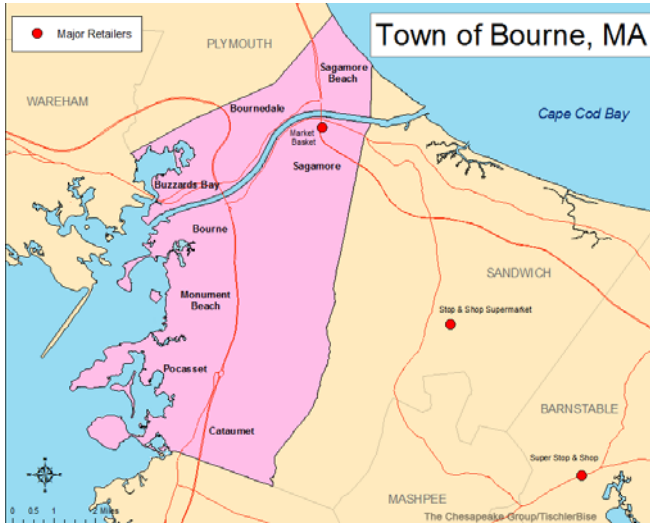 Major Retailers
Town of Bourne, MA
PLYMOUTH
Sagamore
Beach
WAREHAM
Bournedale
Cape Cod Bay
Market
Basket
Sagamore
Buzzards Bay
Bourne
SANDWICH
Monument
Beach
Stop & Shop Supermarket
Pocasset
BARNSTABLE
Cataumet
Super Stop & Shop
MASHPEE
0 0.5 1 2 Miles
The Chesapeake Group/TischlerBise